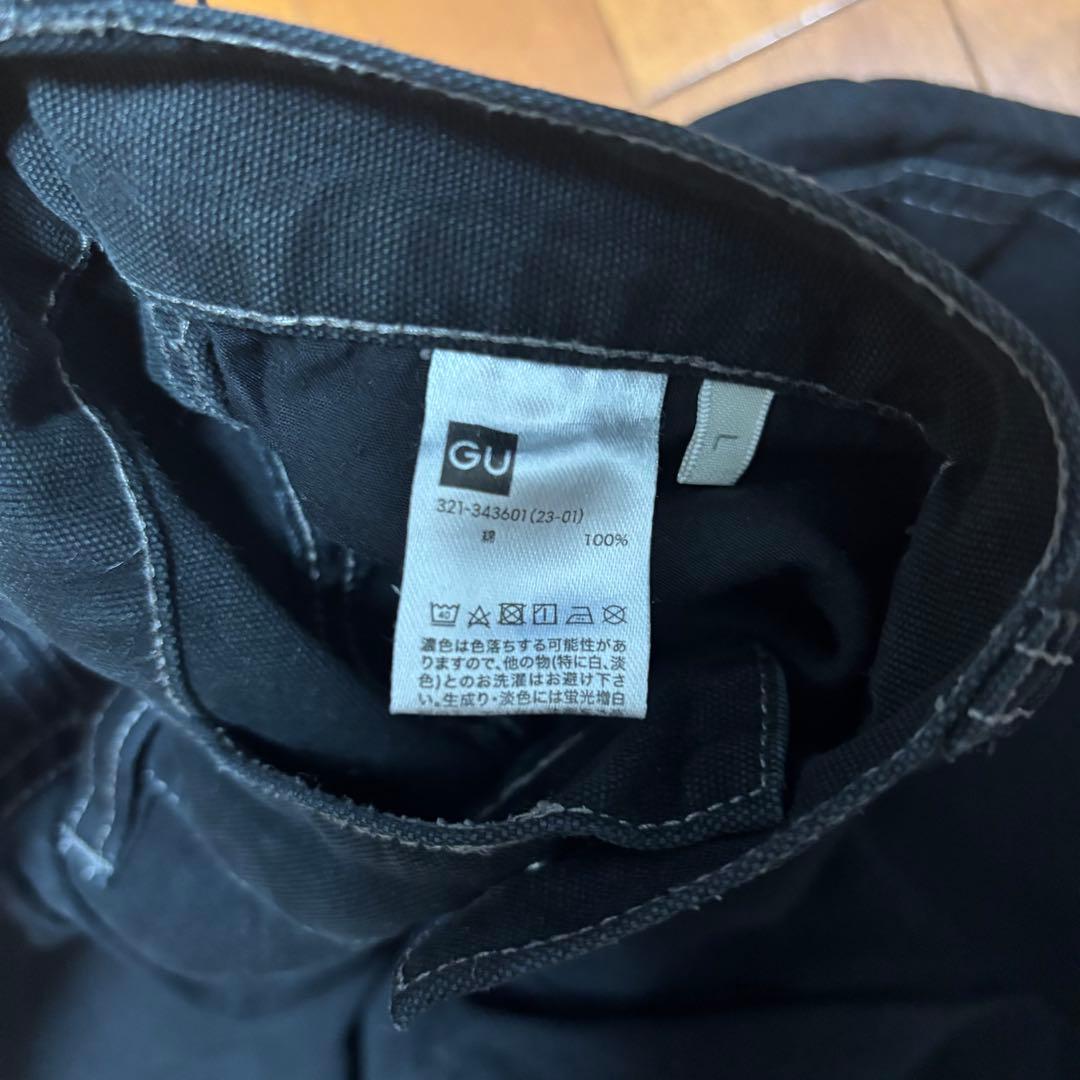 GU
L
321-343601(23-01)
綿 100%
40
濃色は色落ちする可能性があ
りますので、他の物(特に白、淡
色)とのお洗濯はお避け下さ
い。生成り・淡色には蛍光増白